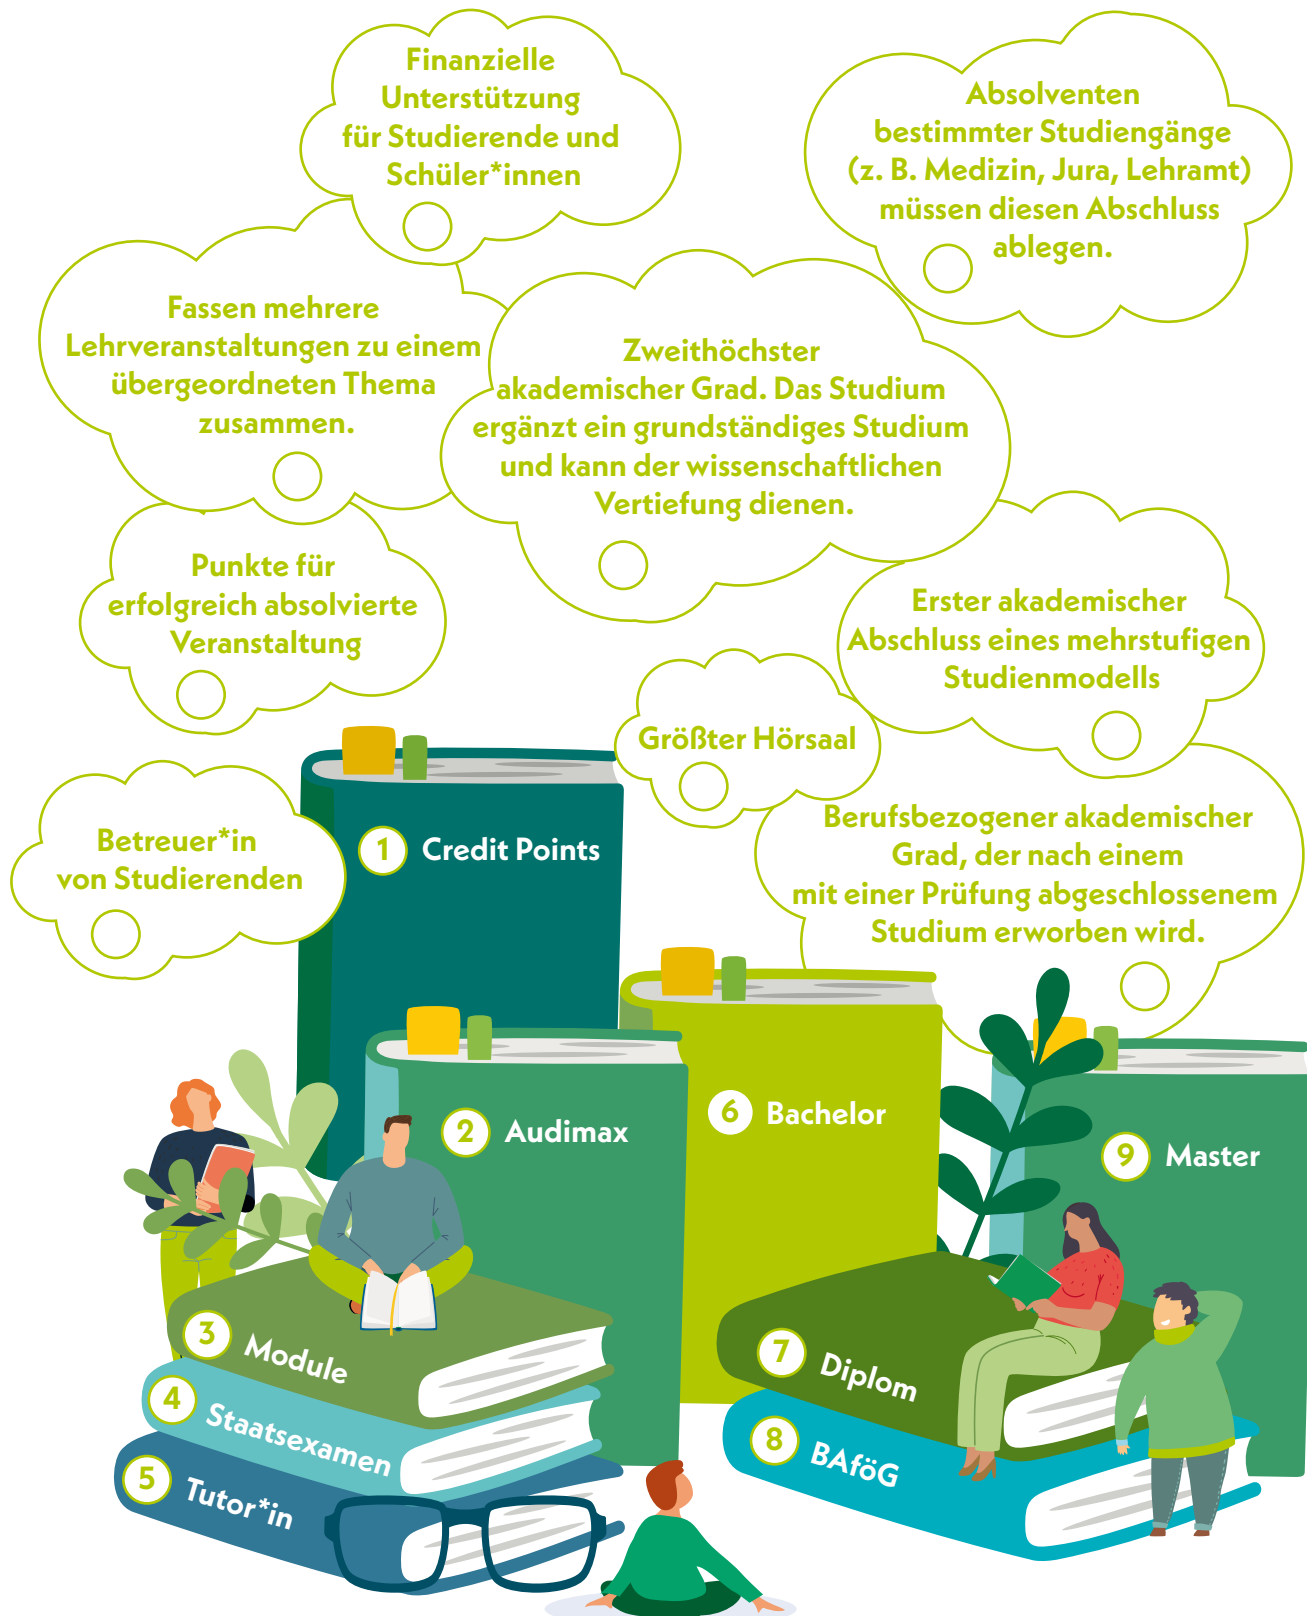 Finanzielle
Unterstützung
für Studierende und
Schüler*innen
Absolventen
bestimmter Studiengänge
(z. B. Medizin, Jura, Lehramt)
müssen diesen Abschluss
ablegen.
Fassen mehrere
Lehrveranstaltungen zu einem
übergeordneten Thema
zusammen.
Zweithöchster
akademischer Grad. Das Studium
ergänzt ein grundständiges Studium
und kann der wissenschaftlichen
Vertiefung dienen.
Punkte für
erfolgreich absolvierte
Veranstaltung
Erster akademischer
Abschluss eines mehrstufigen
Studienmodells
Größter Hörsaal
Betreuer*in
von Studierenden
Berufsbezogener akademischer
Grad, der nach einem
mit einer Prüfung abgeschlossenem
Studium erworben wird.
1 Credit Points
2 Audimax
3 Module
4 Staatsexamen
5 Tutor*in
6 Bachelor
7 Diplom
8 BAföG
9 Master